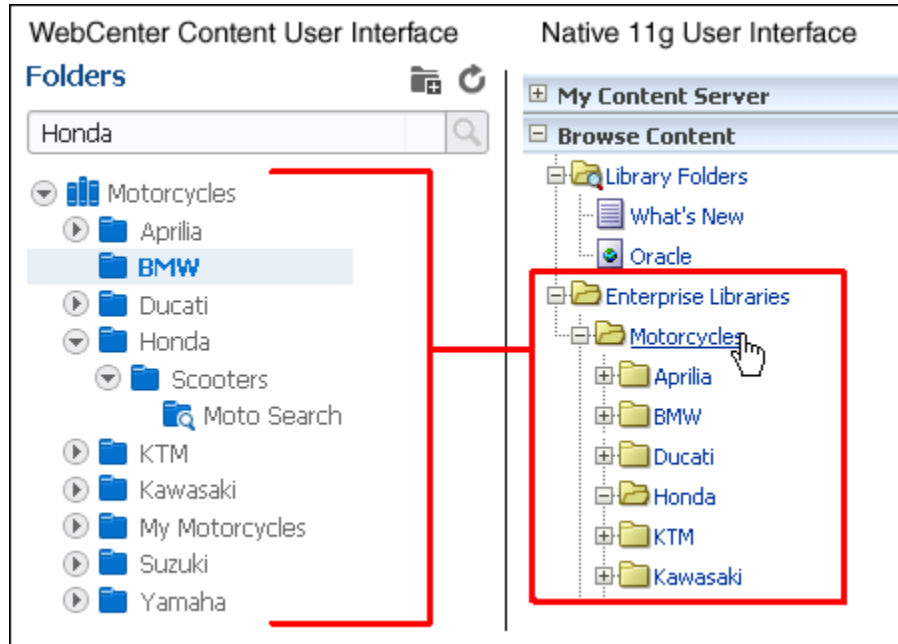 WebCenter Content User Interface
Folders
Honda
Motorcycles
Aprilia
BMW
Ducati
Honda
Scooters
Moto Search
KTM
Kawasaki
My Motorcycles
Suzuki
Yamaha
Native 11g User Interface
My Content Server
Browse Content
Library Folders
What's New
Oracle
Enterprise Libraries
Motorcycles
Aprilia
BMW
Ducati
Honda
KTM
Kawasaki